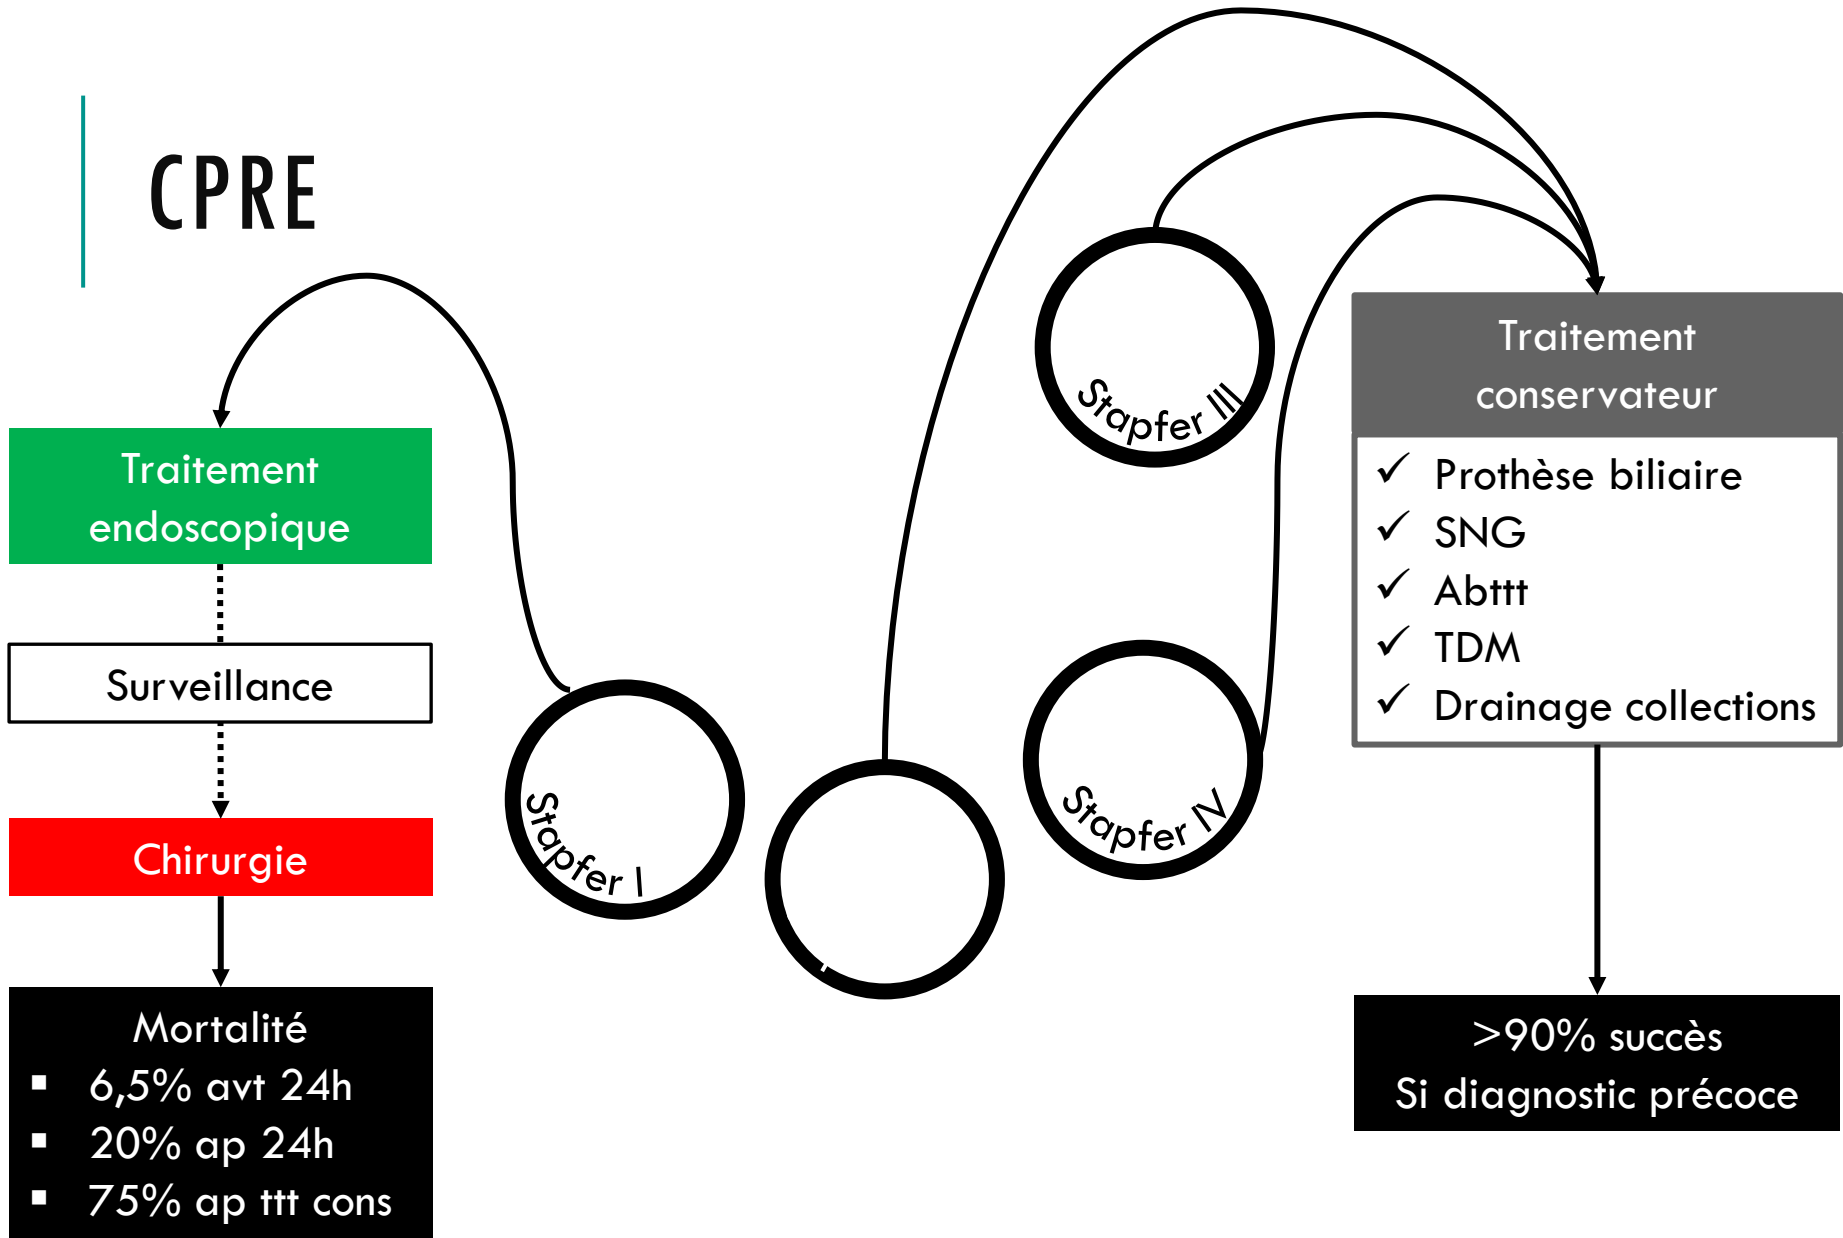 CPRE
Traitement
endoscopique
Surveillance
Chirurgie
Mortalité
▪ 6,5% avt 24h
▪ 20% ap 24h
▪ 75% ap ttt cons
Stapfer I
Stapfer III
Stapfer IV
Traitement
conservateur
✓ Prothèse biliaire
✓ SNG
✓ Abttt
✓ TDM
✓ Drainage collections
>90% succès
Si diagnostic précoce